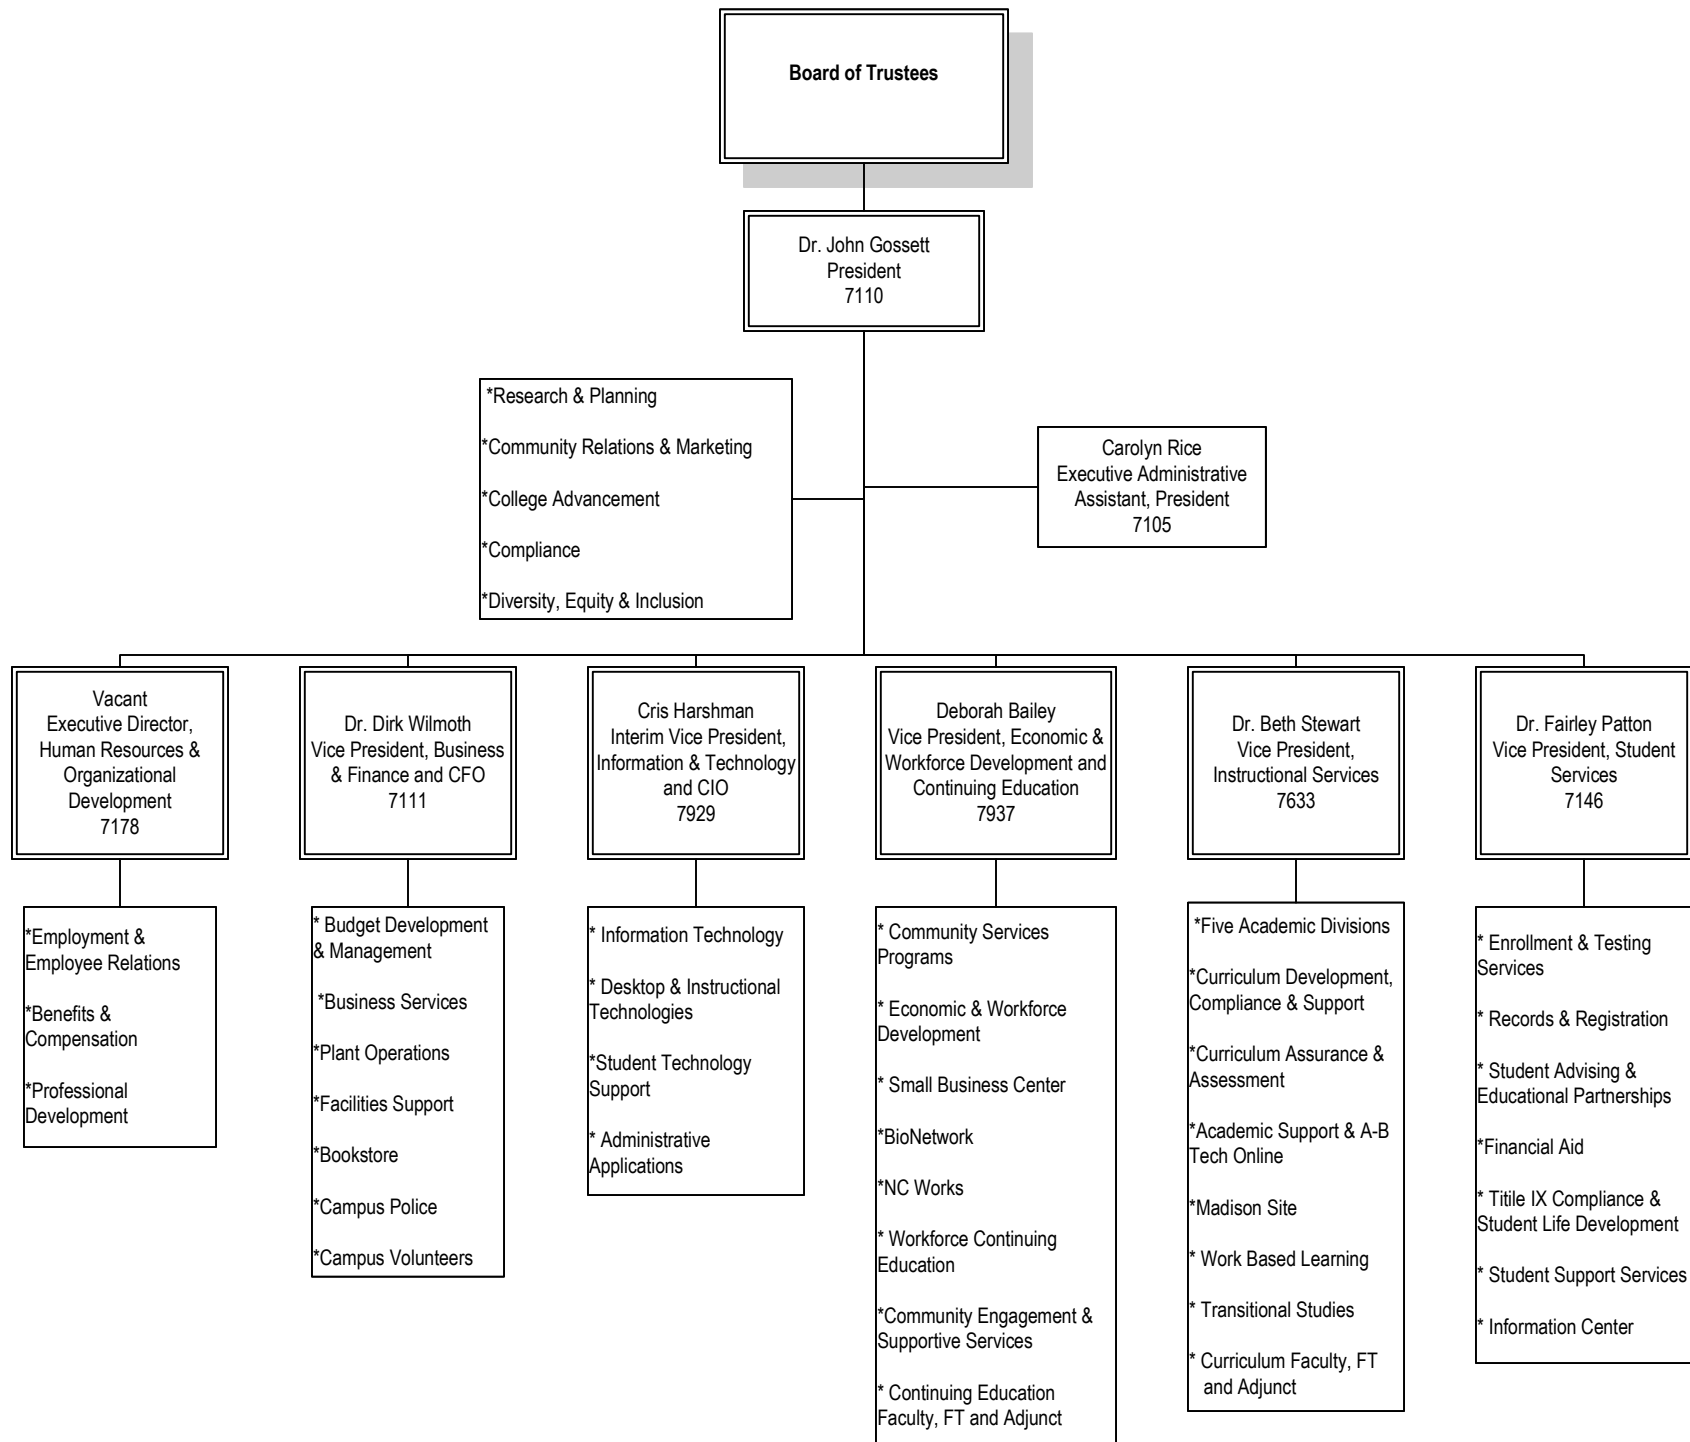 Board of Trustees
Dr. John Gossett
President
7110
*Research & Planning
*Community Relations & Marketing
*College Advancement
*Compliance
*Diversity, Equity & Inclusion
Carolyn Rice
Executive Administrative
Assistant, President
7105
Vacant
Executive Director,
Human Resources &
Organizational
Development
7178
Dr. Dirk Wilmoth
Vice President, Business
& Finance and CFO
7111
Cris Harshman
Interim Vice President,
Information & Technology
and CIO
7929
Deborah Bailey
Vice President, Economic &
Workforce Development and
Continuing Education
7937
Dr. Beth Stewart
Vice President,
Instructional Services
7633
Dr. Fairley Patton
Vice President, Student
Services
7146
*Employment &
Employee Relations
*Benefits &
Compensation
*Professional
Development
* Budget Development
& Management
*Business Services
*Plant Operations
*Facilities Support
*Bookstore
*Campus Police
*Campus Volunteers
* Information Technology
* Desktop & Instructional
Technologies
*Student Technology
Support
* Administrative
Applications
* Community Services
Programs
* Economic & Workforce
Development
* Small Business Center
*BioNetwork
*NC Works
* Workforce Continuing
Education
*Community Engagement &
Supportive Services
* Continuing Education
Faculty, FT and Adjunct
*Five Academic Divisions
*Curriculum Development,
Compliance & Support
*Curriculum Assurance &
Assessment
*Academic Support & A-B
Tech Online
*Madison Site
* Work Based Learning
* Transitional Studies
* Curriculum Faculty, FT
and Adjunct
* Enrollment & Testing
Services
* Records & Registration
* Student Advising &
Educational Partnerships
*Financial Aid
* Titile IX Compliance &
Student Life Development
* Student Support Services
* Information Center